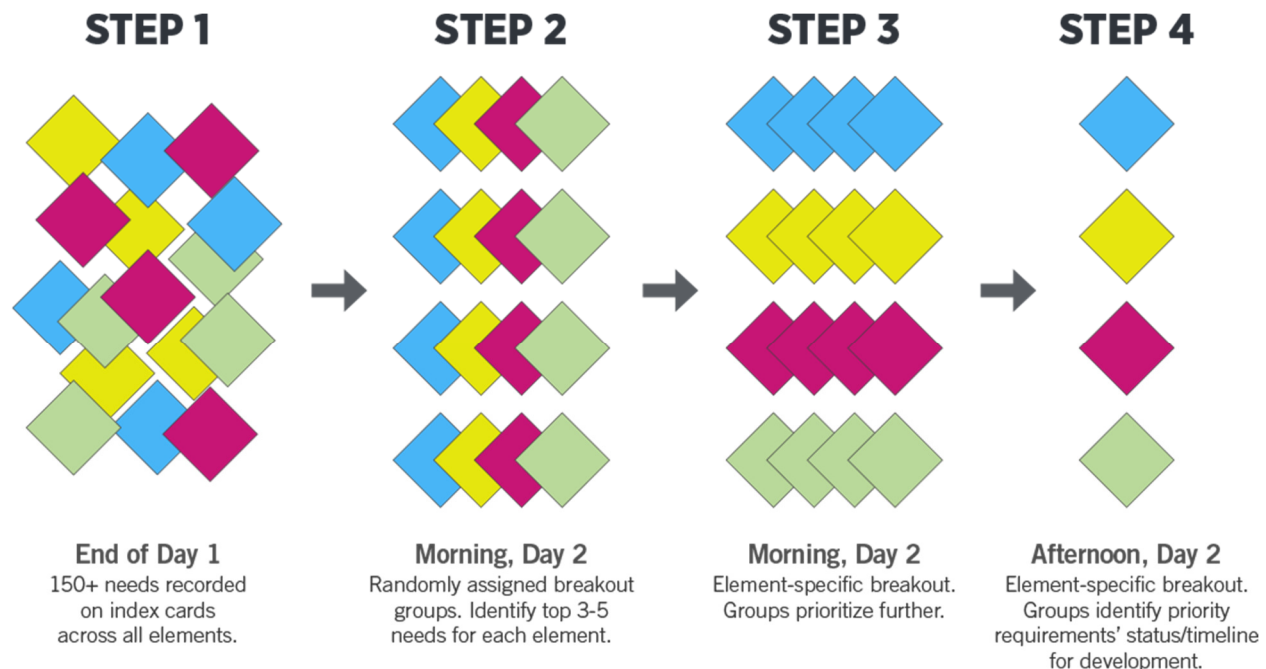 STEP 1
End of Day 1
150+ needs recorded
on index cards
across all elements.
STEP 2
Morning, Day 2
Randomly assigned breakout
groups. Identify top 3-5
needs for each element.
STEP 3
Morning, Day 2
Element-specific breakout.
Groups prioritize further.
STEP 4
Afternoon, Day 2
Element-specific breakout.
Groups identify priority
requirements’ status/timeline
for development.